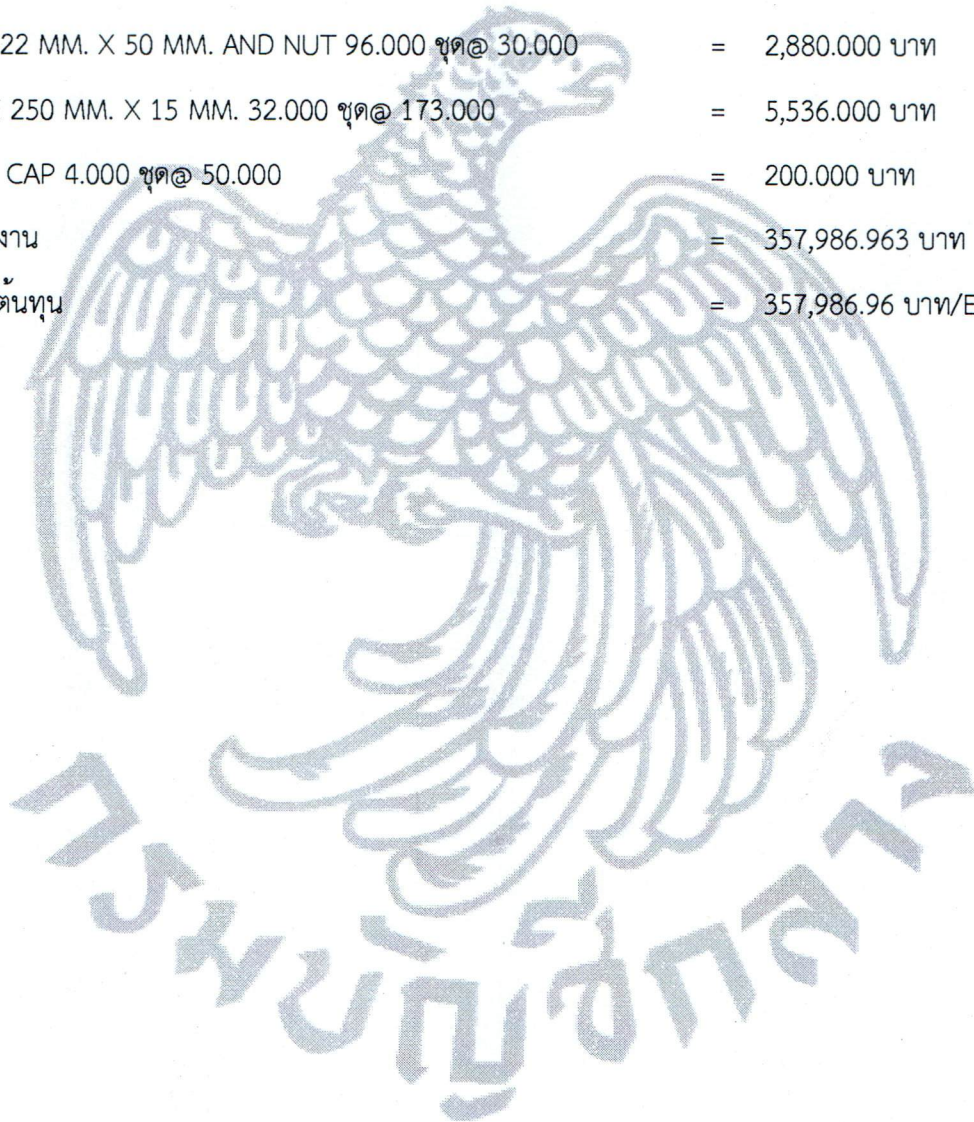 22 MM. X 50 MM. AND NUT 96.000 ชุด@ 30.000 = 2,880.000 บาท
250 MM. X 15 MM. 32.000 ชุด@ 173.000 = 5,536.000 บาท
CAP 4.000 ชุด@ 50.000 = 200.000 บาท
งาน = 357,986.963 บาท
ต้นทุน = 357,986.96 บาท/E
กรมบัญชีกลาง